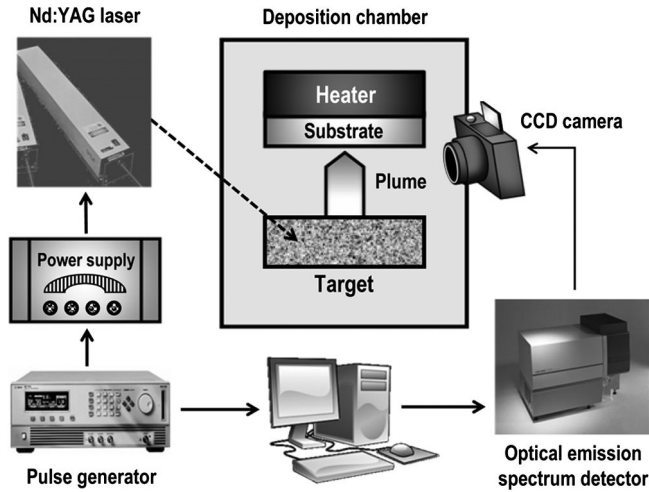 Nd:YAG laser
Deposition chamber
Heater
Substrate
CCD camera
Plume
Power supply
Target
Pulse generator
Optical emission
spectrum detector